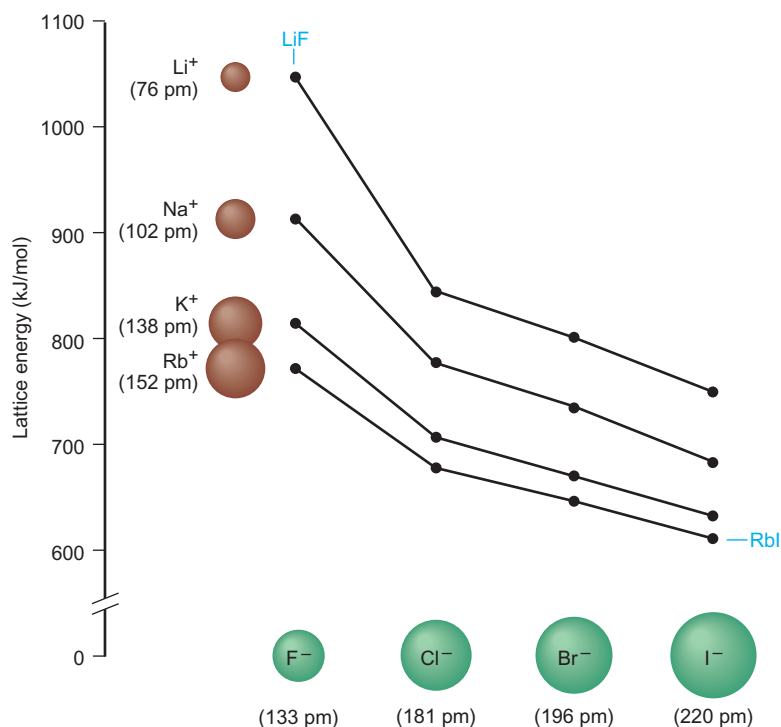 1100
LiF
Li⁺
(76 pm)
1000
Na⁺
(102 pm)
900
K⁺
(138 pm)
800
Rb⁺
(152 pm)
Lattice energy (kJ/mol)
700
600
RbI
0
F⁻
Cl⁻
Br⁻
I⁻
(133 pm)
(181 pm)
(196 pm)
(220 pm)